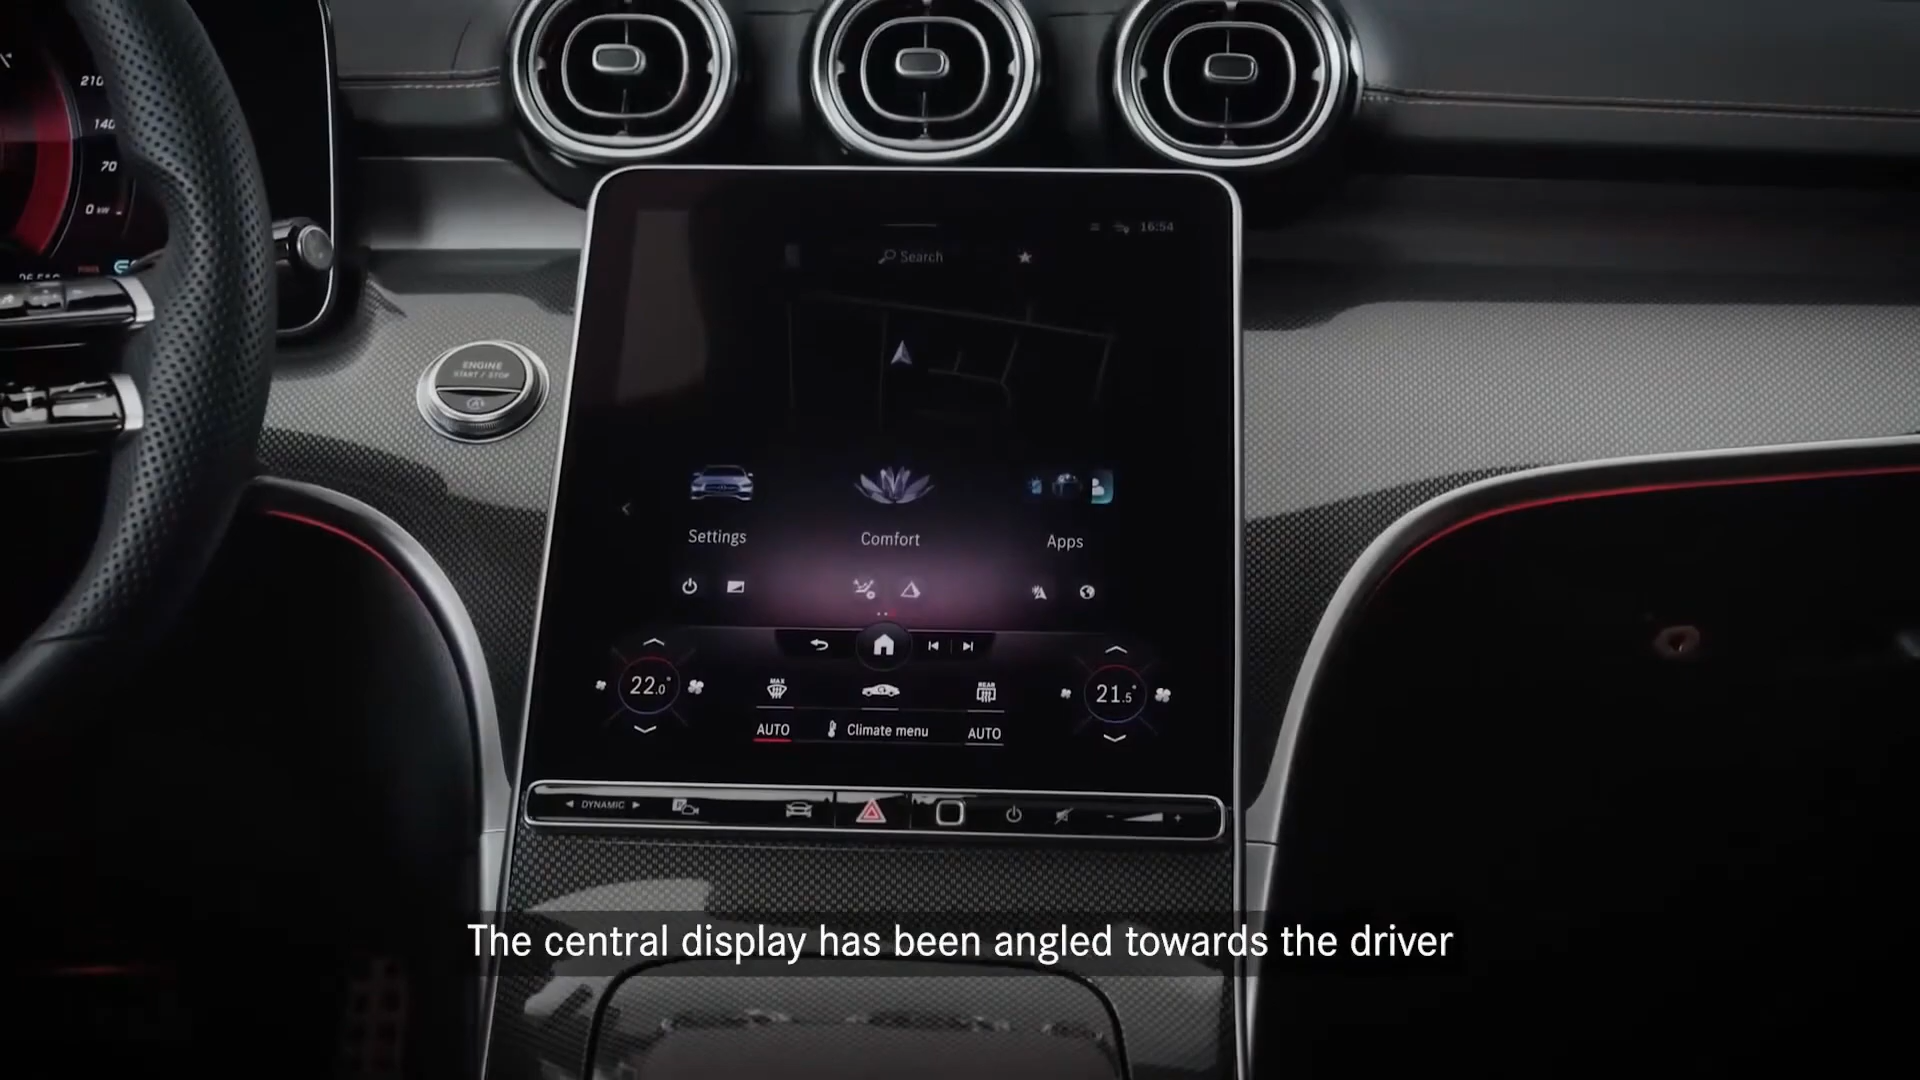 210
140
70
0 kW
ENGINE
START / STOP
16:54
Search
Settings
Comfort
Apps
22.0°
MAX
REAR
21.5°
AUTO
Climate menu
AUTO
DYNAMIC
The central display has been angled towards the driver